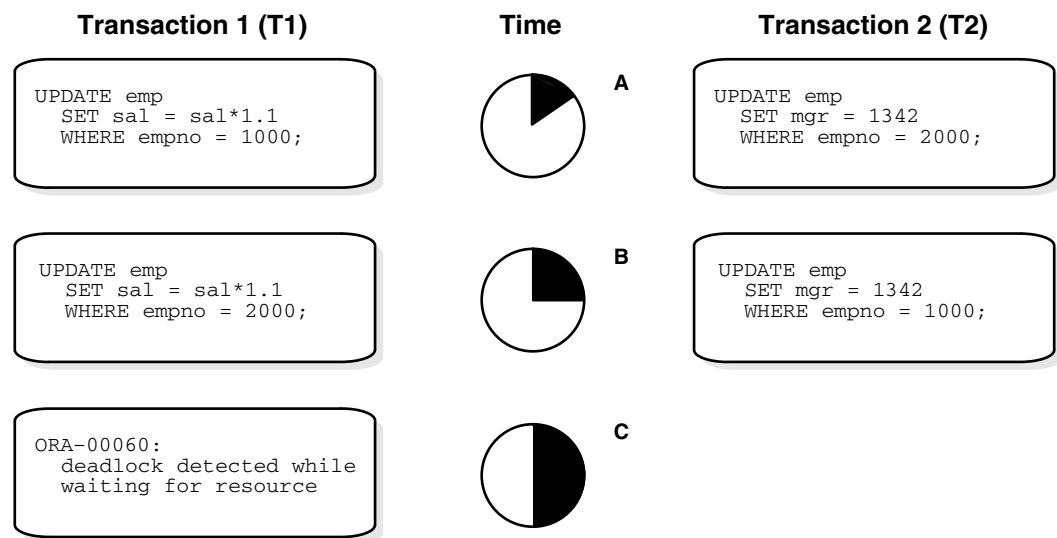 Transaction 1 (T1)
Time
Transaction 2 (T2)
UPDATE emp
SET sal = sal*1.1
WHERE empno = 1000;
A
UPDATE emp
SET mgr = 1342
WHERE empno = 2000;
UPDATE emp
SET sal = sal*1.1
WHERE empno = 2000;
B
UPDATE emp
SET mgr = 1342
WHERE empno = 1000;
ORA−00060:
deadlock detected while
waiting for resource
C